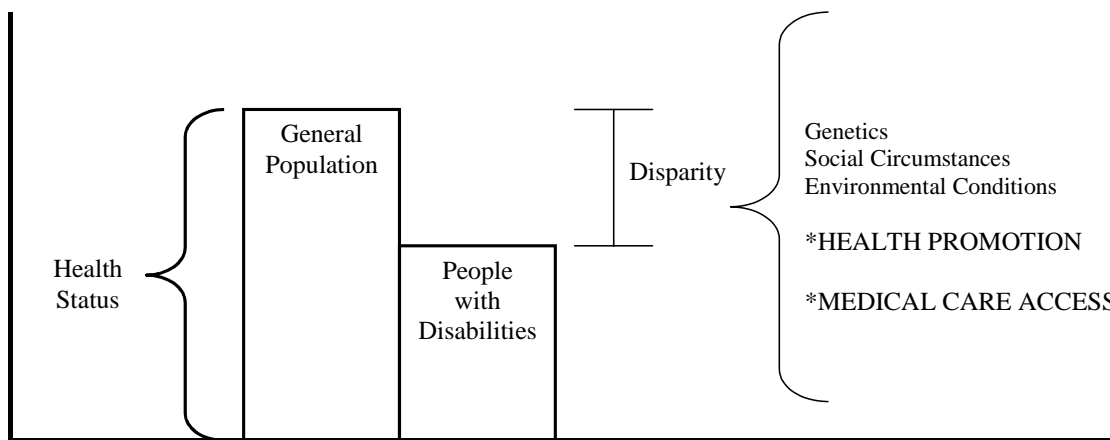 Health
Status
General
Population
People
with
Disabilities
Disparity
Genetics
Social Circumstances
Environmental Conditions
*HEALTH PROMOTION
*MEDICAL CARE ACCESS